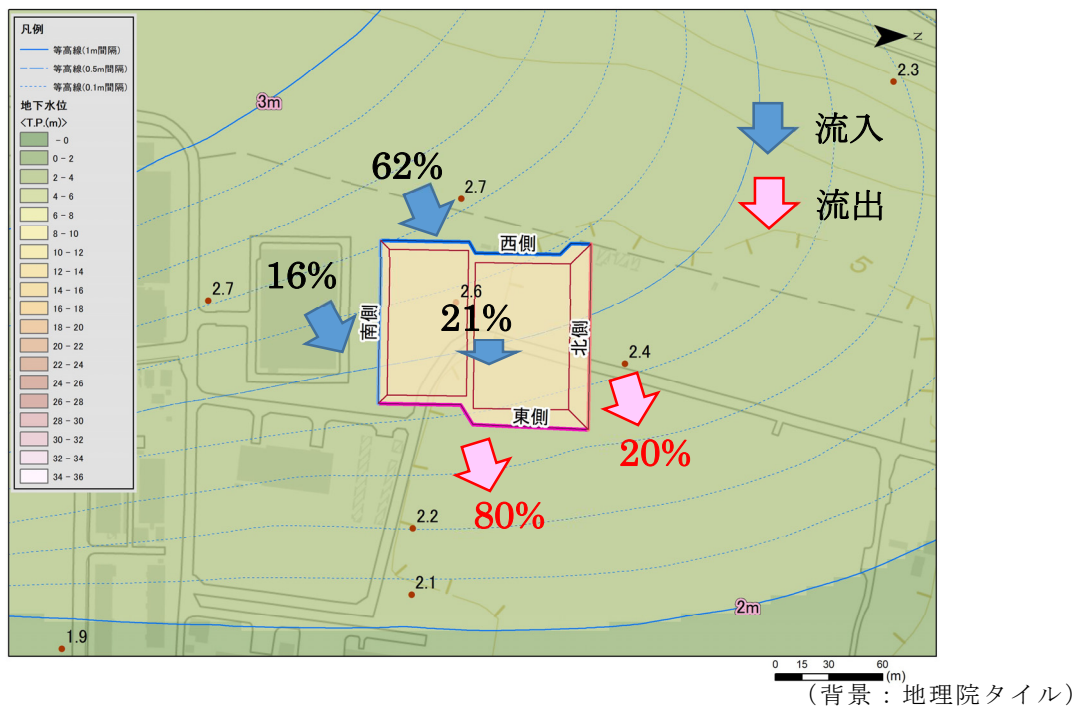 凡例
等高線(1m間隔)
等高線(0.5m間隔)
等高線(0.1m間隔)
地下水位
<T.P.(m)>
- 0
0 - 2
2 - 4
4 - 6
6 - 8
8 - 10
10 - 12
12 - 14
14 - 16
16 - 18
18 - 20
20 - 22
22 - 24
24 - 26
26 - 28
28 - 30
30 - 32
32 - 34
34 - 36
N
2.3
3m
流入
62%
2.7
流出
西側
5
16%
2.7
2.6
21%
南側
北側
2.4
東側
20%
80%
2.2
2.1
2m
1.9
0 15 30 60
(m)
(背景：地理院タイル)